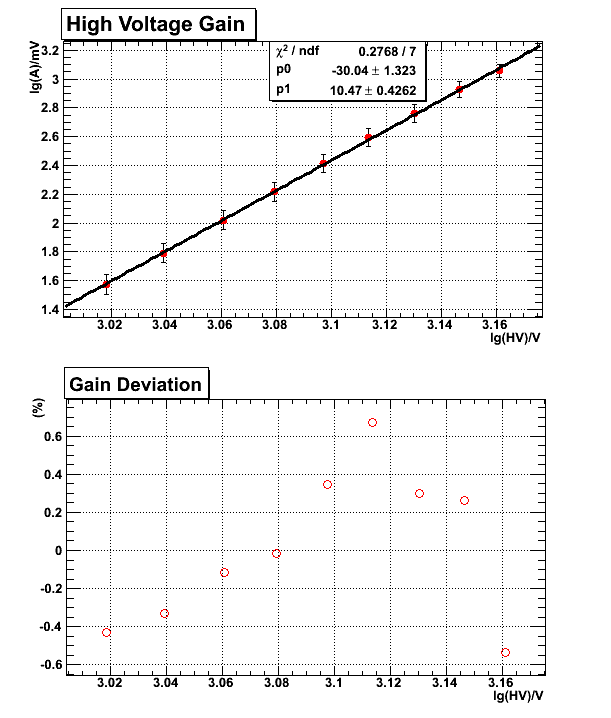 High Voltage Gain
χ² / ndf 0.2768 / 7
p0 -30.04 ± 1.323
p1 10.47 ± 0.4262
lg(A)/mV
3.2
3
2.8
2.6
2.4
2.2
2
1.8
1.6
1.4
3.02 3.04 3.06 3.08 3.1 3.12 3.14 3.16
lg(HV)/V
Gain Deviation
(%)
0.6
0.4
0.2
0
-0.2
-0.4
-0.6
3.02 3.04 3.06 3.08 3.1 3.12 3.14 3.16
lg(HV)/V